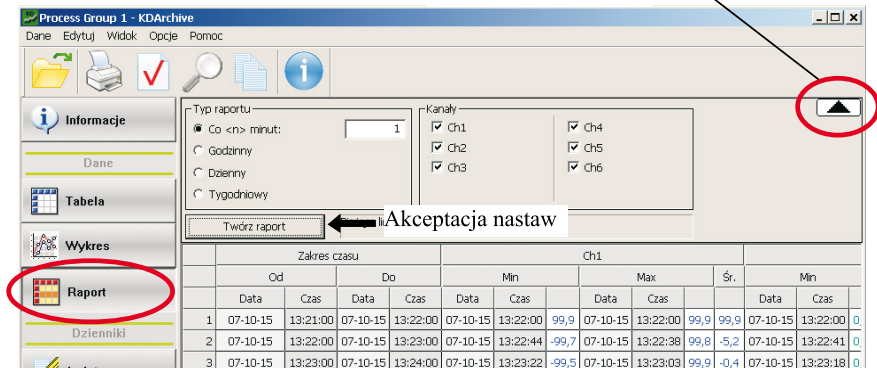 Process Group 1 - KDArchive
Dane Edytuj Widok Opcje Pomoc
Informacje
Dane
Tabela
Wykres
Raport
Dzienniki
Typ raportu
Co <n> minut: 1
Godzinny
Dzienny
Tygodniowy
Kanały
Ch1 Ch4
Ch2 Ch5
Ch3 Ch6
Twórz raport
Akceptacja nastaw
Zakres czasu Ch1
Od Do Min Max Śr. Min
Data Czas Data Czas Data Czas Data Czas Data Czas
1 07-10-15 13:21:00 07-10-15 13:22:00 07-10-15 13:22:00 99,9 07-10-15 13:22:00 99,9 99,9 07-10-15 13:22:00 0,
2 07-10-15 13:22:00 07-10-15 13:23:00 07-10-15 13:22:44 -99,7 07-10-15 13:22:38 99,8 -5,2 07-10-15 13:22:41 0,
3 07-10-15 13:23:00 07-10-15 13:24:00 07-10-15 13:23:22 -99,5 07-10-15 13:23:03 99,9 -0,4 07-10-15 13:23:18 0,